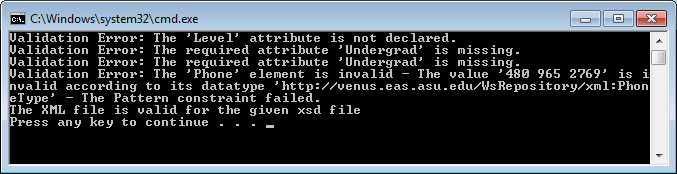 C:\Windows\system32\cmd.exe
Validation Error: The 'Level' attribute is not declared.
Validation Error: The required attribute 'Undergrad' is missing.
Validation Error: The required attribute 'Undergrad' is missing.
Validation Error: The 'Phone' element is invalid - The value '480 965 2769' is i
nvalid according to its datatype 'http://venus.eas.asu.edu/WsRepository/xml:Phon
eType' - The Pattern constraint failed.
The XML file is valid for the given xsd file
Press any key to continue . . . _